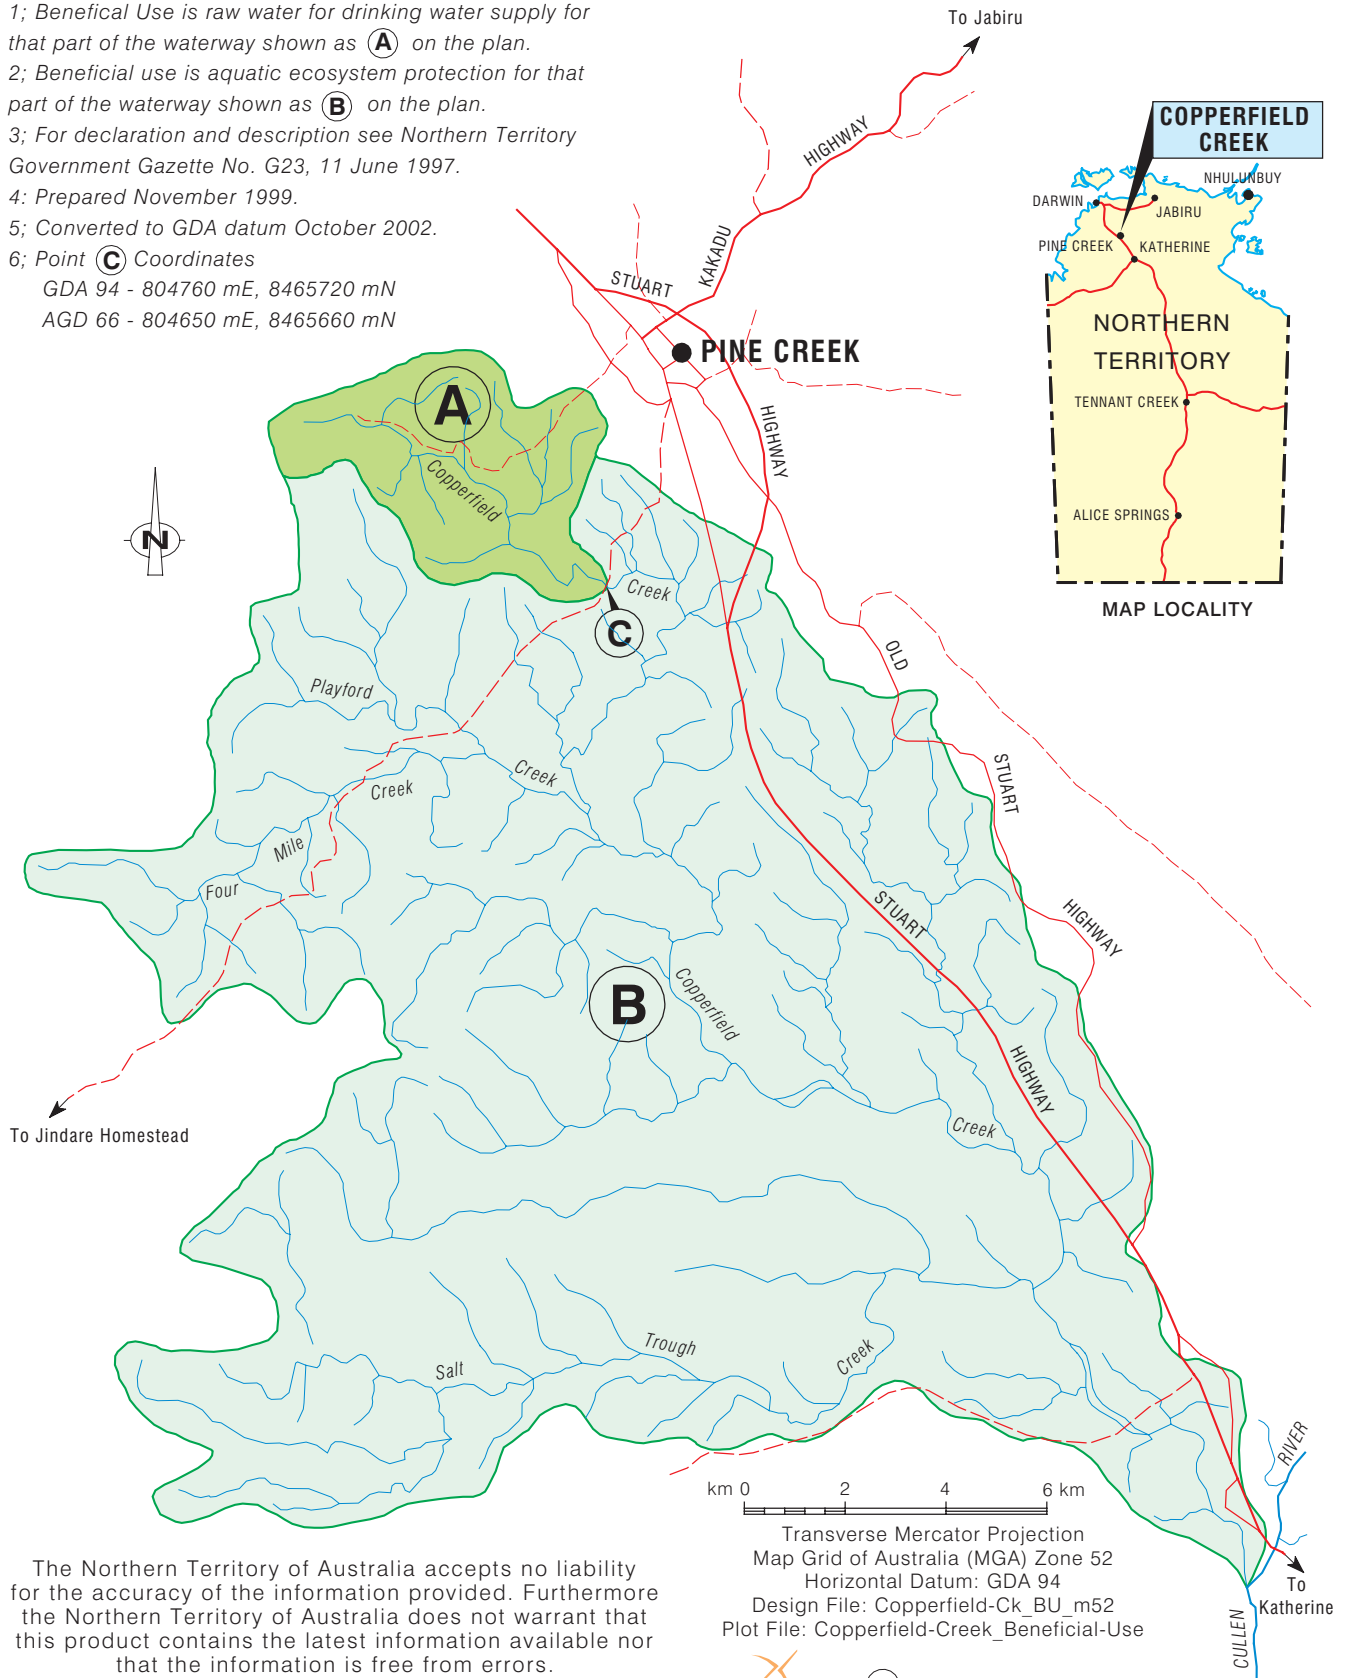 1; Benefical Use is raw water for drinking water supply for
that part of the waterway shown as A on the plan.
2; Beneficial use is aquatic ecosystem protection for that
part of the waterway shown as B on the plan.
3; For declaration and description see Northern Territory
Government Gazette No. G23, 11 June 1997.
4: Prepared November 1999.
5; Converted to GDA datum October 2002.
6; Point C Coordinates
GDA 94 - 804760 mE, 8465720 mN
AGD 66 - 804650 mE, 8465660 mN
To Jabiru
HIGHWAY
KAKADU
STUART
PINE CREEK
HIGHWAY
COPPERFIELD
CREEK
NHULUNBUY
DARWIN
JABIRU
PINE CREEK
KATHERINE
NORTHERN
TERRITORY
TENNANT CREEK
ALICE SPRINGS
MAP LOCALITY
A
Copperfield
N
Creek
C
OLD
Playford
STUART
Creek
Creek
Mile
Four
STUART
HIGHWAY
B
Copperfield
HIGHWAY
Creek
To Jindare Homestead
Trough
Creek
Salt
RIVER
km 0 2 4 6 km
Transverse Mercator Projection
Map Grid of Australia (MGA) Zone 52
Horizontal Datum: GDA 94
Design File: Copperfield-Ck_BU_m52
Plot File: Copperfield-Creek_Beneficial-Use
To
Katherine
CULLEN
The Northern Territory of Australia accepts no liability
for the accuracy of the information provided. Furthermore
the Northern Territory of Australia does not warrant that
this product contains the latest information available nor
that the information is free from errors.